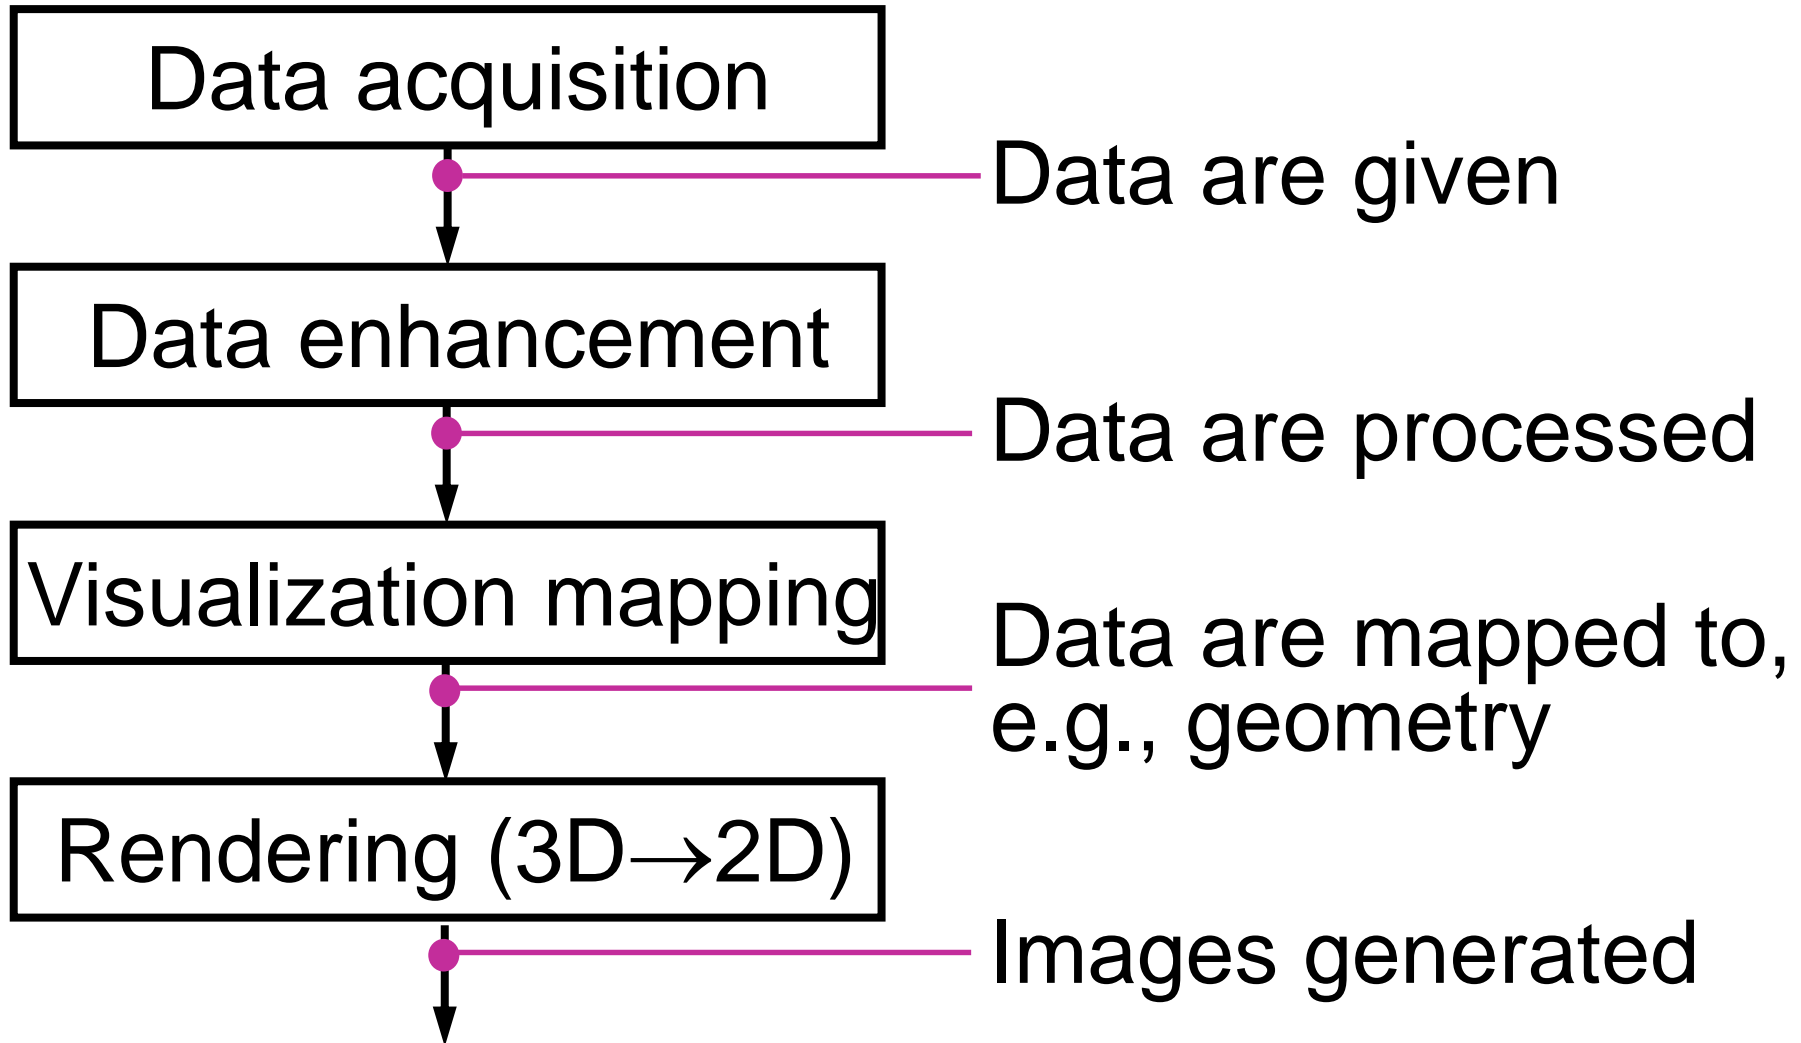 Data acquisition
Data are given
Data enhancement
Data are processed
Visualization mapping
Data are mapped to,
e.g., geometry
Rendering (3D→2D)
Images generated